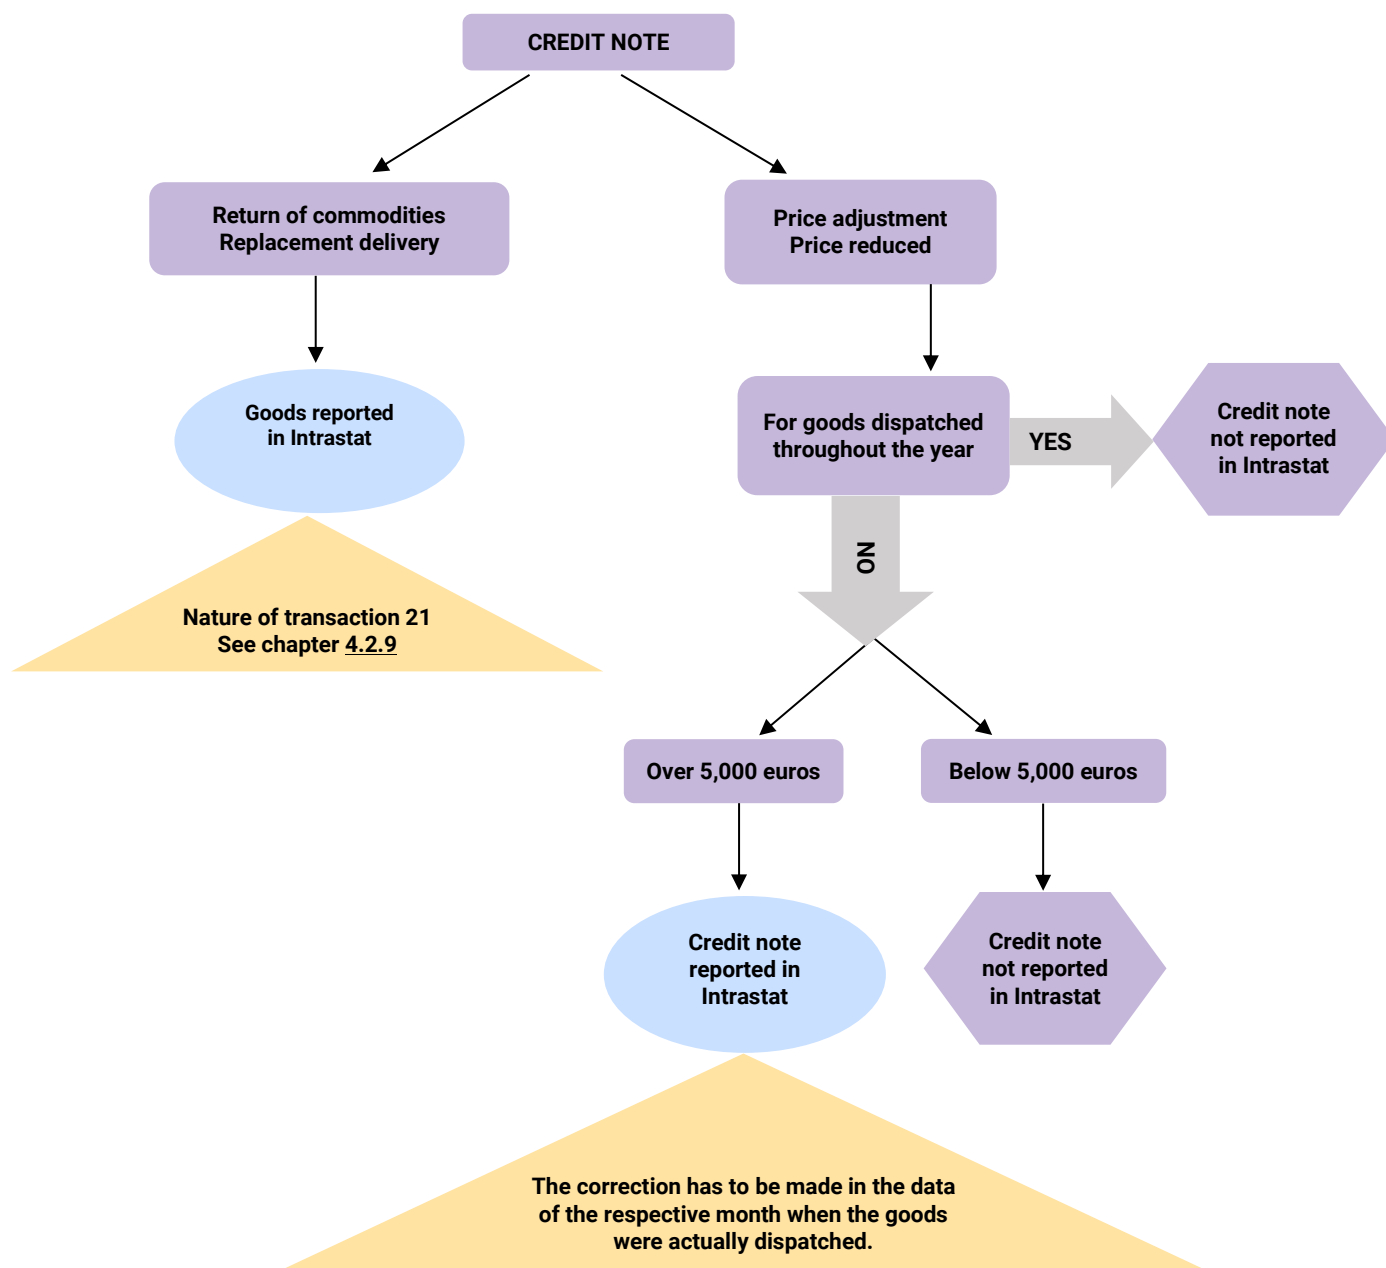 CREDIT NOTE
Return of commodities
Replacement delivery
Price adjustment
Price reduced
Goods reported
in Intrastat
For goods dispatched
throughout the year
YES
Credit note
not reported
in Intrastat
NO
Nature of transaction 21
See chapter 4.2.9
Over 5,000 euros
Below 5,000 euros
Credit note
reported in
Intrastat
Credit note
not reported
in Intrastat
The correction has to be made in the data
of the respective month when the goods
were actually dispatched.